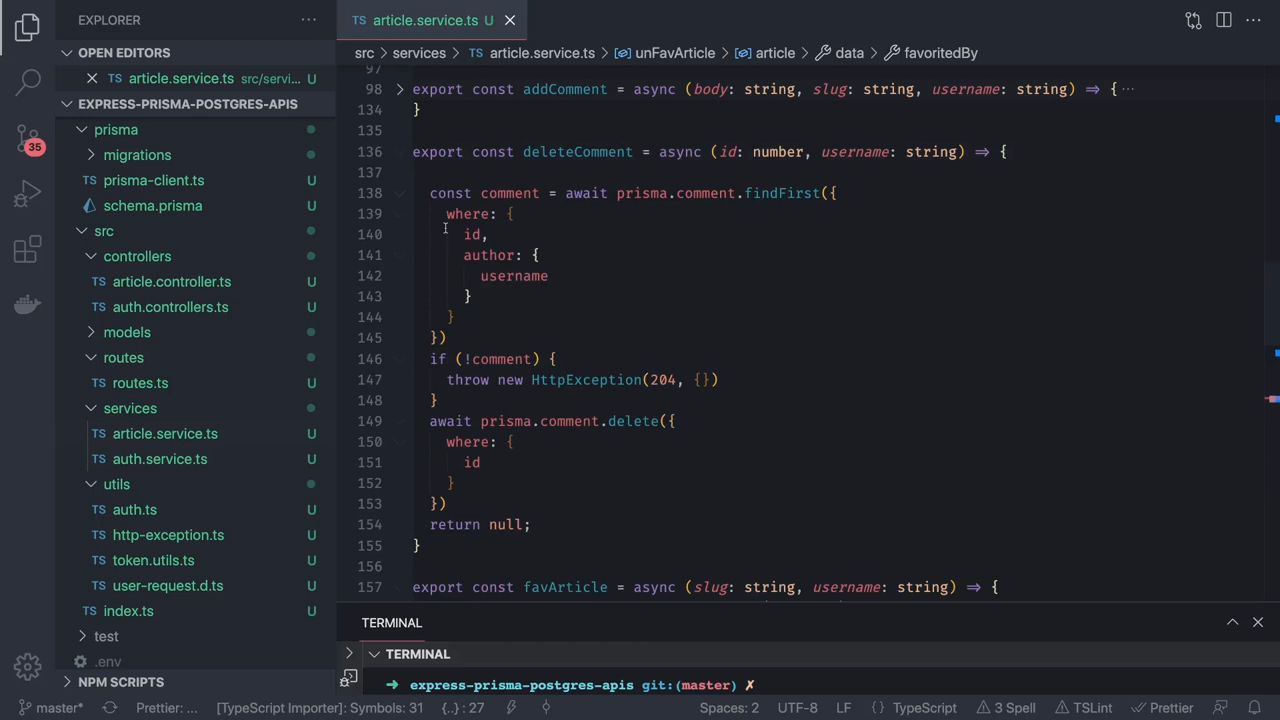 EXPLORER
OPEN EDITORS
TS article.service.ts src/servi... U
EXPRESS-PRISMA-POSTGRES-APIS
prisma
migrations
TS prisma-client.ts U
schema.prisma U
src
controllers
TS article.controller.ts U
TS auth.controllers.ts U
models
routes
TS routes.ts U
services
TS article.service.ts U
TS auth.service.ts U
utils
TS auth.ts U
TS http-exception.ts U
TS token.utils.ts U
TS user-request.d.ts U
TS index.ts U
test
.env
NPM SCRIPTS
35
TS article.service.ts U
src > services > TS article.service.ts > unFavArticle > article > data > favoritedBy
97
98 export const addComment = async (body: string, slug: string, username: string) => { ...
134 }
135
136 export const deleteComment = async (id: number, username: string) => {
137
138 const comment = await prisma.comment.findFirst({
139 where: {
140 id,
141 author: {
142 username
143 }
144 }
145 })
146 if (!comment) {
147 throw new HttpException(204, {})
148 }
149 await prisma.comment.delete({
150 where: {
151 id
152 }
153 })
154 return null;
155 }
156
157 export const favArticle = async (slug: string, username: string) => {
TERMINAL
TERMINAL
➜ express-prisma-postgres-apis git:(master) ✗
master* Prettier: ... [TypeScript Importer]: Symbols: 31 {..} : 27 Spaces: 2 UTF-8 LF {} TypeScript 3 Spell TSLint Prettier